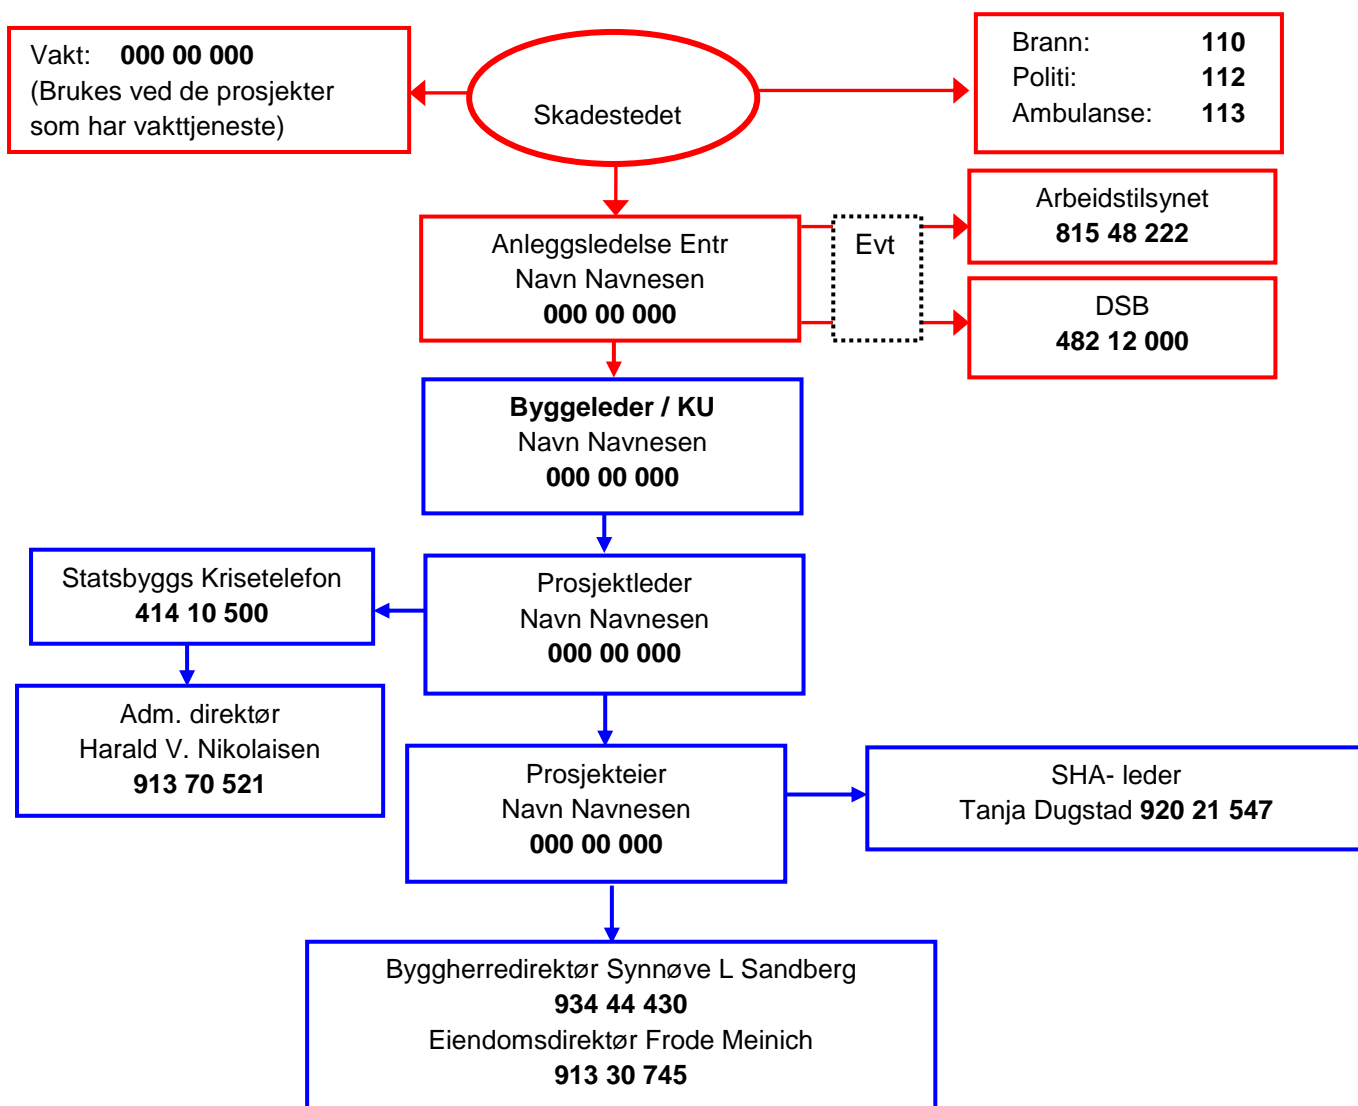 Vakt: 000 00 000
(Brukes ved de prosjekter
som har vakttjeneste)
Skadestedet
Brann: 110
Politi: 112
Ambulanse: 113
Arbeidstilsynet
815 48 222
Anleggsledelse Entr
Navn Navnesen
000 00 000
Evt
DSB
482 12 000
Byggeleder / KU
Navn Navnesen
000 00 000
Statsbyggs Krisetelefon
414 10 500
Prosjektleder
Navn Navnesen
000 00 000
Adm. direktør
Harald V. Nikolaisen
913 70 521
Prosjekteier
Navn Navnesen
000 00 000
SHA- leder
Tanja Dugstad 920 21 547
Byggherredirektør Synnøve L Sandberg
934 44 430
Eiendomsdirektør Frode Meinich
913 30 745